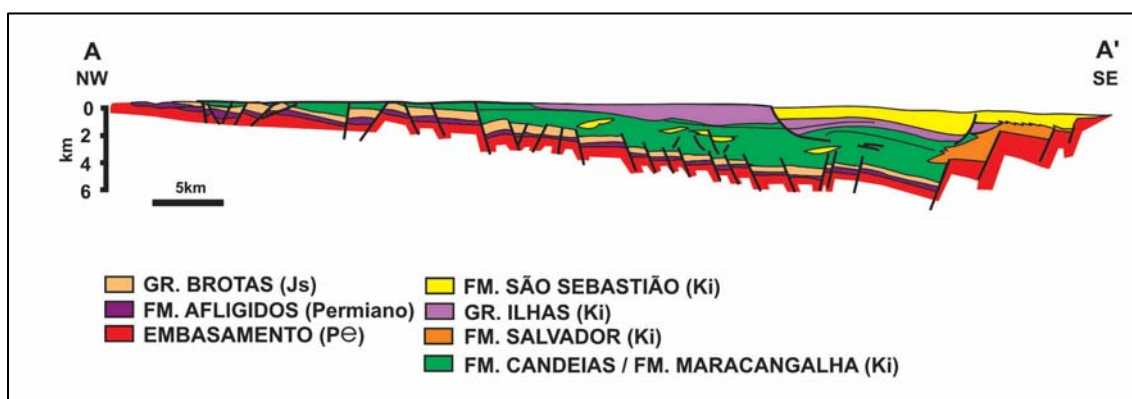 A
NW
A'
SE
0
2
4
6
km
5km
GR. BROTAS (Js)
FM. AFLIGIDOS (Permiano)
EMBASAMENTO (P∈)
FM. SÃO SEBASTIÃO (Ki)
GR. ILHAS (Ki)
FM. SALVADOR (Ki)
FM. CANDEIAS / FM. MARACANGALHA (Ki)